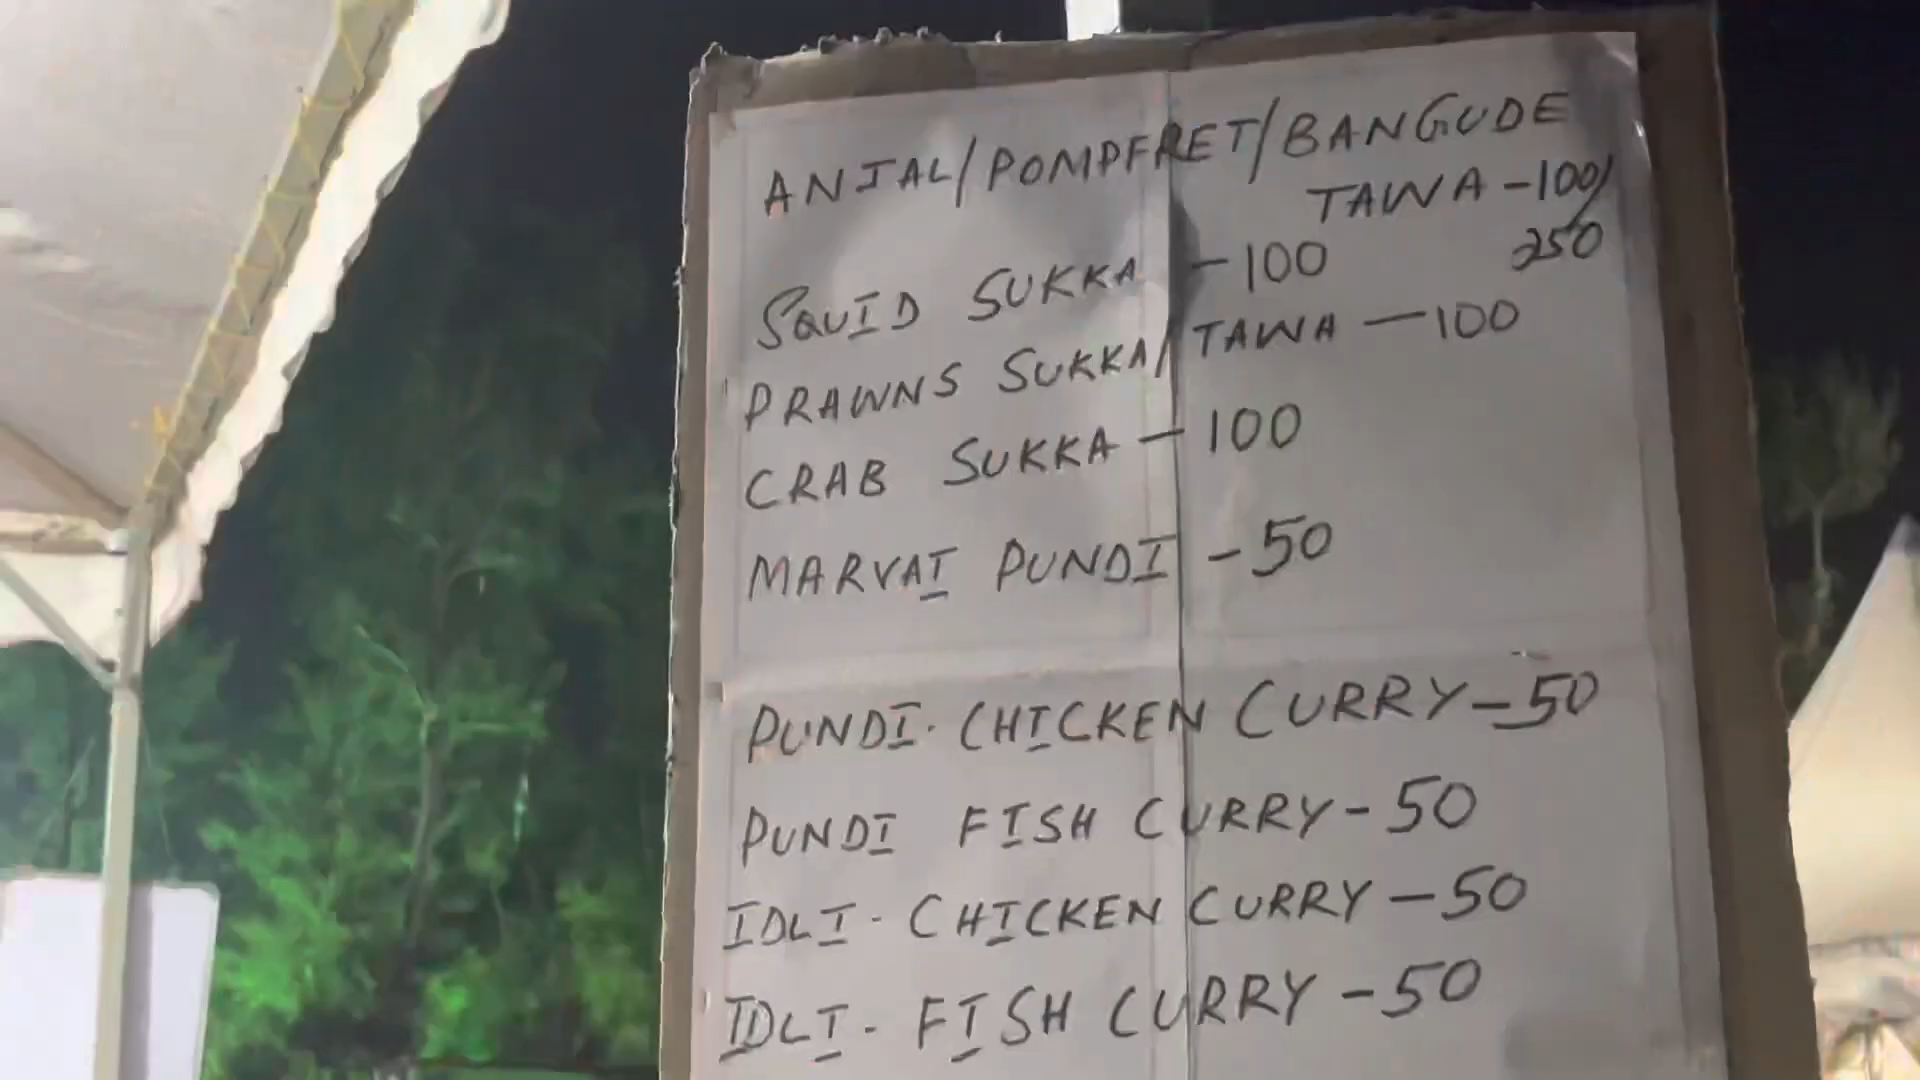 ANJAL/POMPFRET/BANGUDE
TAWA -100/
250
SQUID SUKKA -100
PRAWNS SUKKA/TAWA -100
CRAB SUKKA -100
MARVAI PUNDI -50
PUNDI. CHICKEN CURRY-50
PUNDI FISH CURRY-50
IDLI- CHICKEN CURRY-50
IDLI- FISH CURRY-50